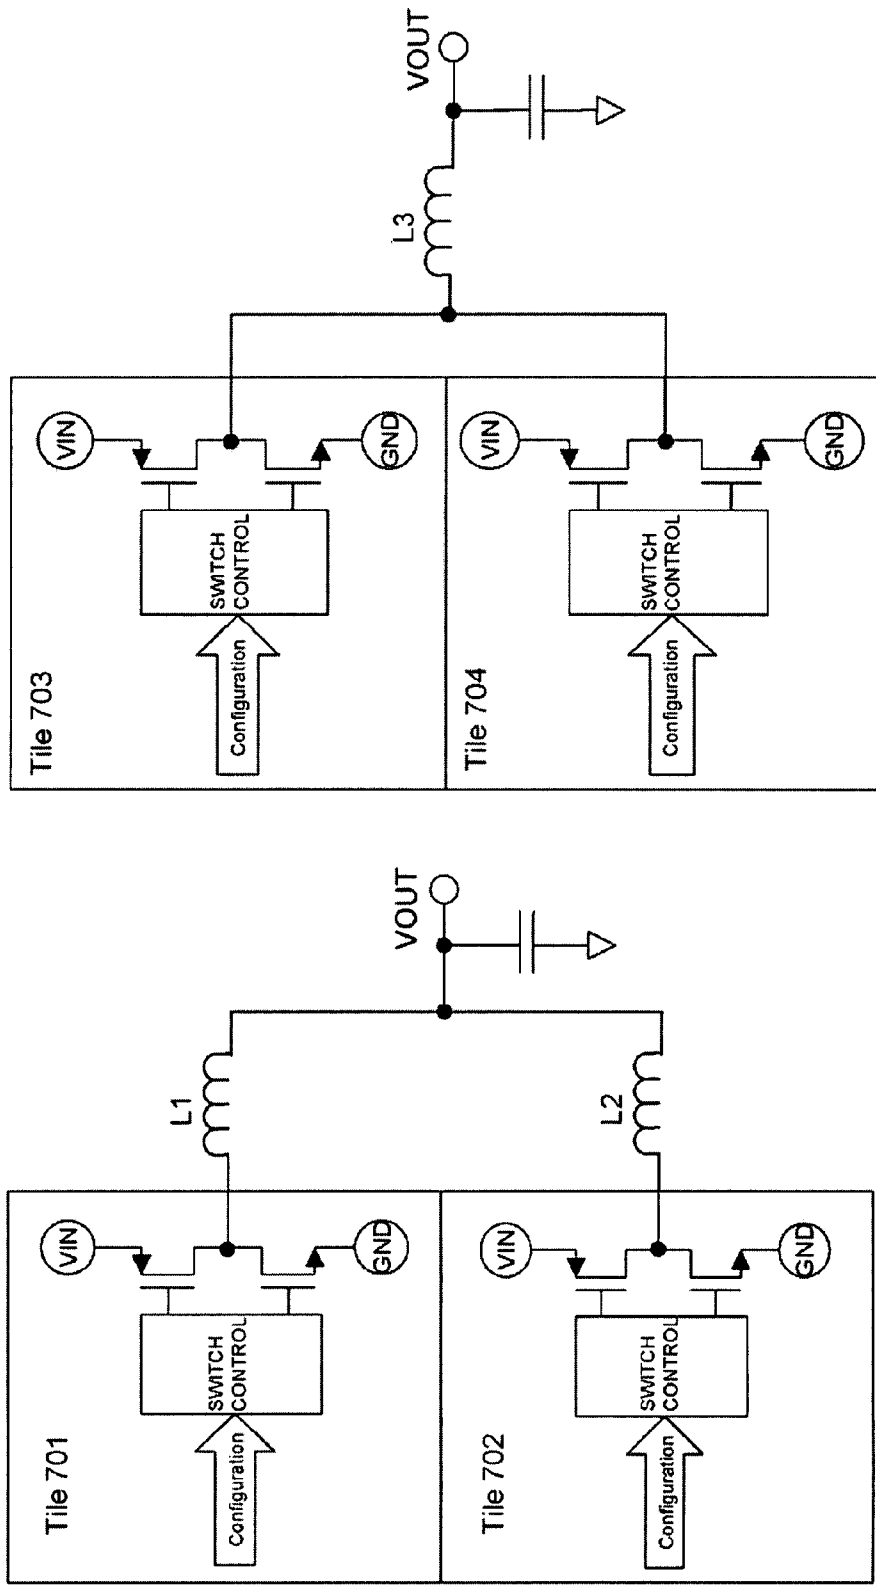 Tile 701
Configuration
SWITCH
CONTROL
VIN
GND
L1
Tile 702
Configuration
SWITCH
CONTROL
VIN
GND
L2
VOUT
Tile 703
Configuration
SWITCH
CONTROL
VIN
GND
Tile 704
Configuration
SWITCH
CONTROL
VIN
GND
L3
VOUT